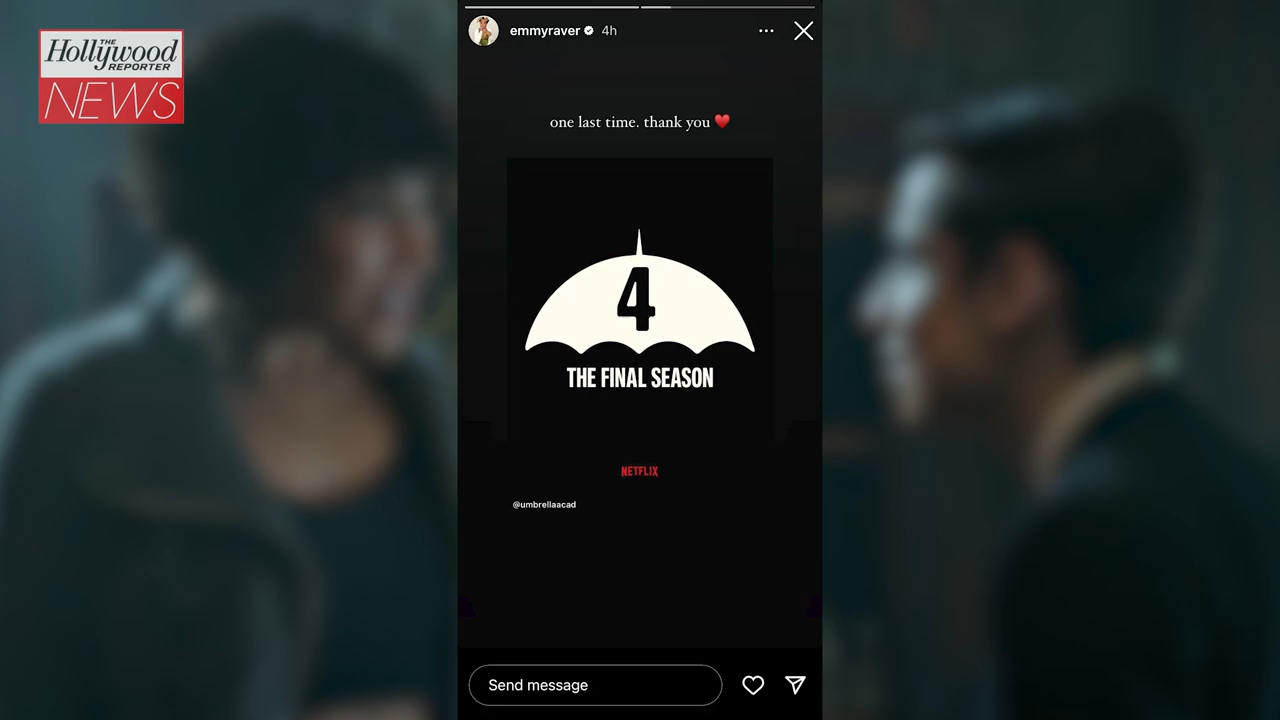 THE
Hollywood
REPORTER
NEWS
emmyraver 4h
one last time. thank you ❤️
4
THE FINAL SEASON
NETFLIX
@umbrellaacad
Send message